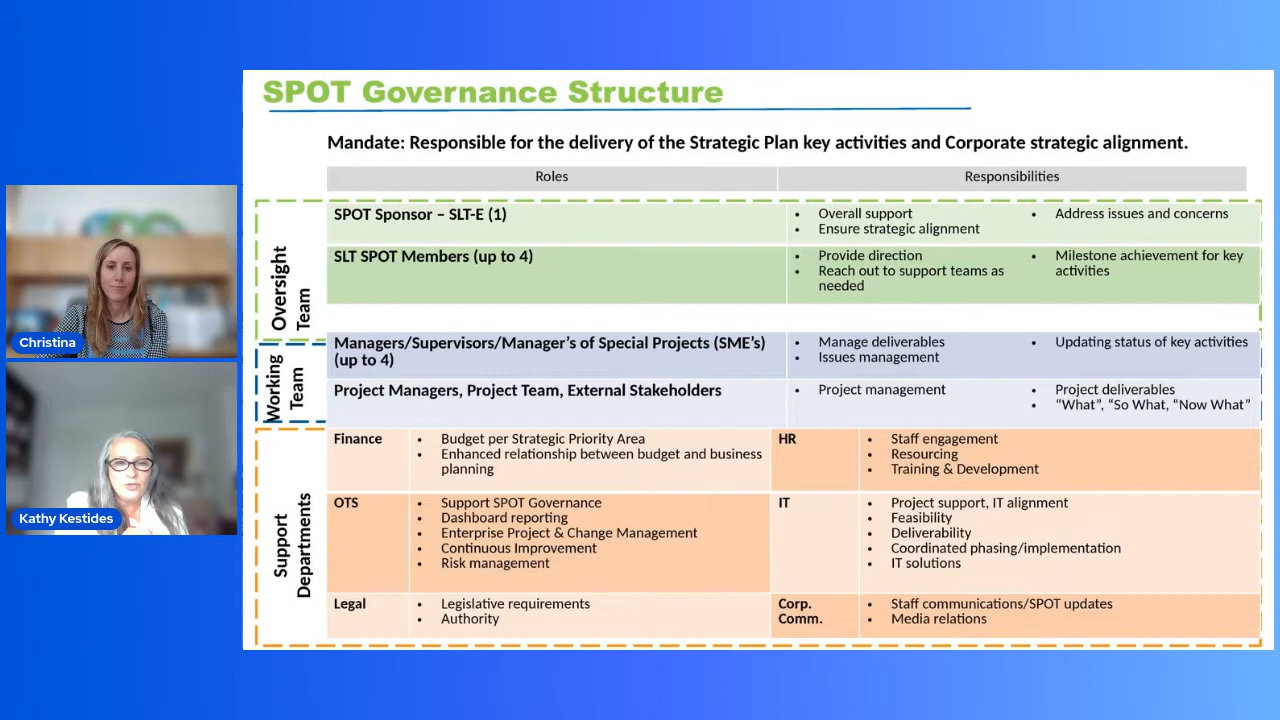 SPOT Governance Structure
Mandate: Responsible for the delivery of the Strategic Plan key activities and Corporate strategic alignment.
Roles
Responsibilities
Oversight
Team
SPOT Sponsor – SLT-E (1)
• Overall support
• Ensure strategic alignment
• Address issues and concerns
SLT SPOT Members (up to 4)
• Provide direction
• Reach out to support teams as
needed
• Milestone achievement for key
activities
Working
Team
Managers/Supervisors/Manager's of Special Projects (SME's)
(up to 4)
• Manage deliverables
• Issues management
• Updating status of key activities
Project Managers, Project Team, External Stakeholders
• Project management
• Project deliverables
• “What”, “So What, “Now What”
Support
Departments
Finance
• Budget per Strategic Priority Area
• Enhanced relationship between budget and business
planning
HR
• Staff engagement
• Resourcing
• Training & Development
OTS
• Support SPOT Governance
• Dashboard reporting
• Enterprise Project & Change Management
• Continuous Improvement
• Risk management
IT
• Project support, IT alignment
• Feasibility
• Deliverability
• Coordinated phasing/implementation
• IT solutions
Legal
• Legislative requirements
• Authority
Corp.
Comm.
• Staff communications/SPOT updates
• Media relations
Christina
Kathy Kestides